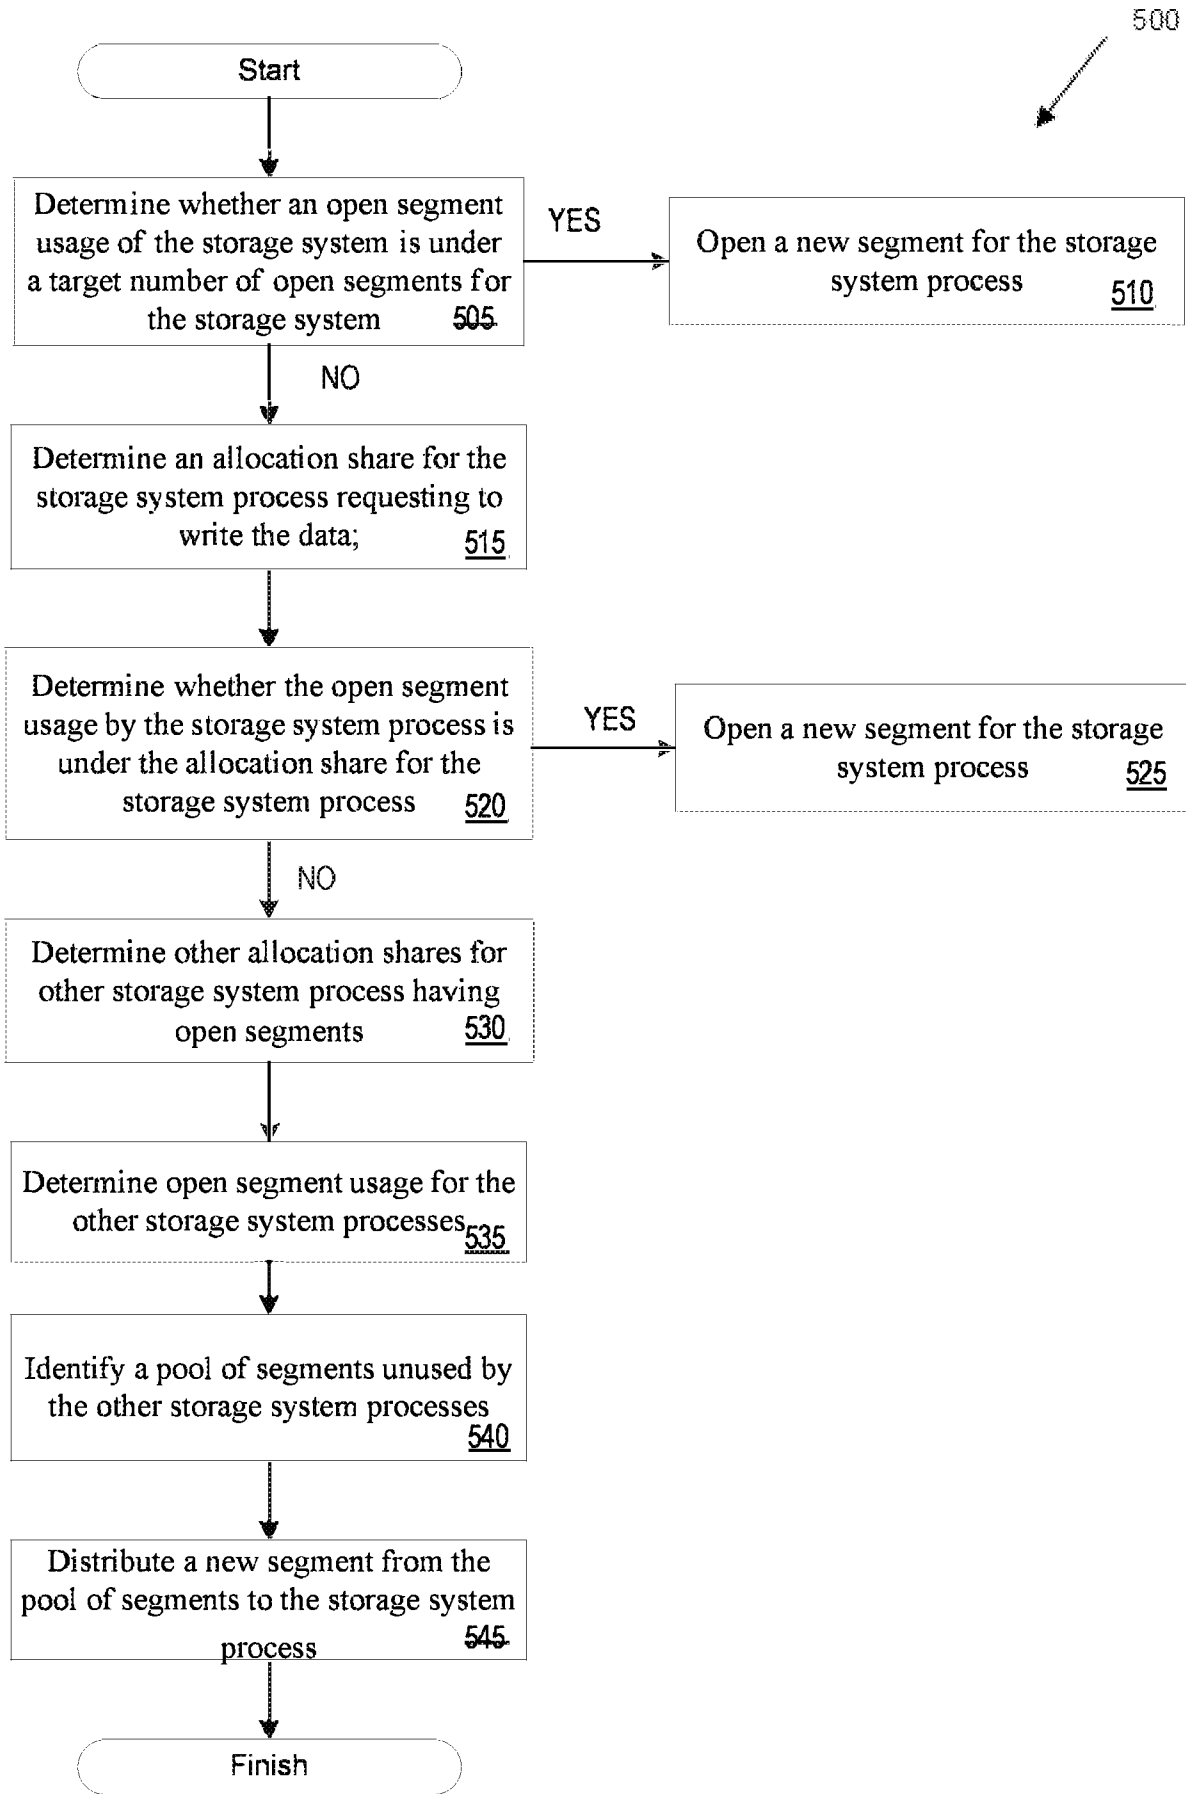 500
Start
Determine whether an open segment
usage of the storage system is under
a target number of open segments for
the storage system 505
YES
Open a new segment for the storage
system process 510
NO
Determine an allocation share for the
storage system process requesting to
write the data; 515
Determine whether the open segment
usage by the storage system process is
under the allocation share for the
storage system process 520
YES
Open a new segment for the storage
system process 525
NO
Determine other allocation shares for
other storage system process having
open segments 530
Determine open segment usage for the
other storage system processes 535
Identify a pool of segments unused by
the other storage system processes
540
Distribute a new segment from the
pool of segments to the storage system
process 545
Finish